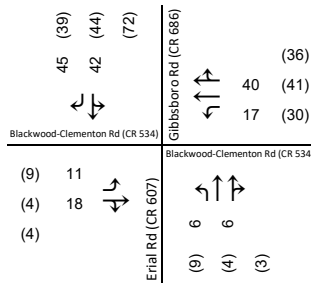 (39) (44) (72)
45 42
Gibbsboro Rd (CR 686)
(36)
40 (41)
17 (30)
Blackwood-Clementon Rd (CR 534)
Blackwood-Clementon Rd (CR 534
(9) 11
(4) 18
(4)
Erial Rd (CR 607)
6 6
(9) (4) (3)